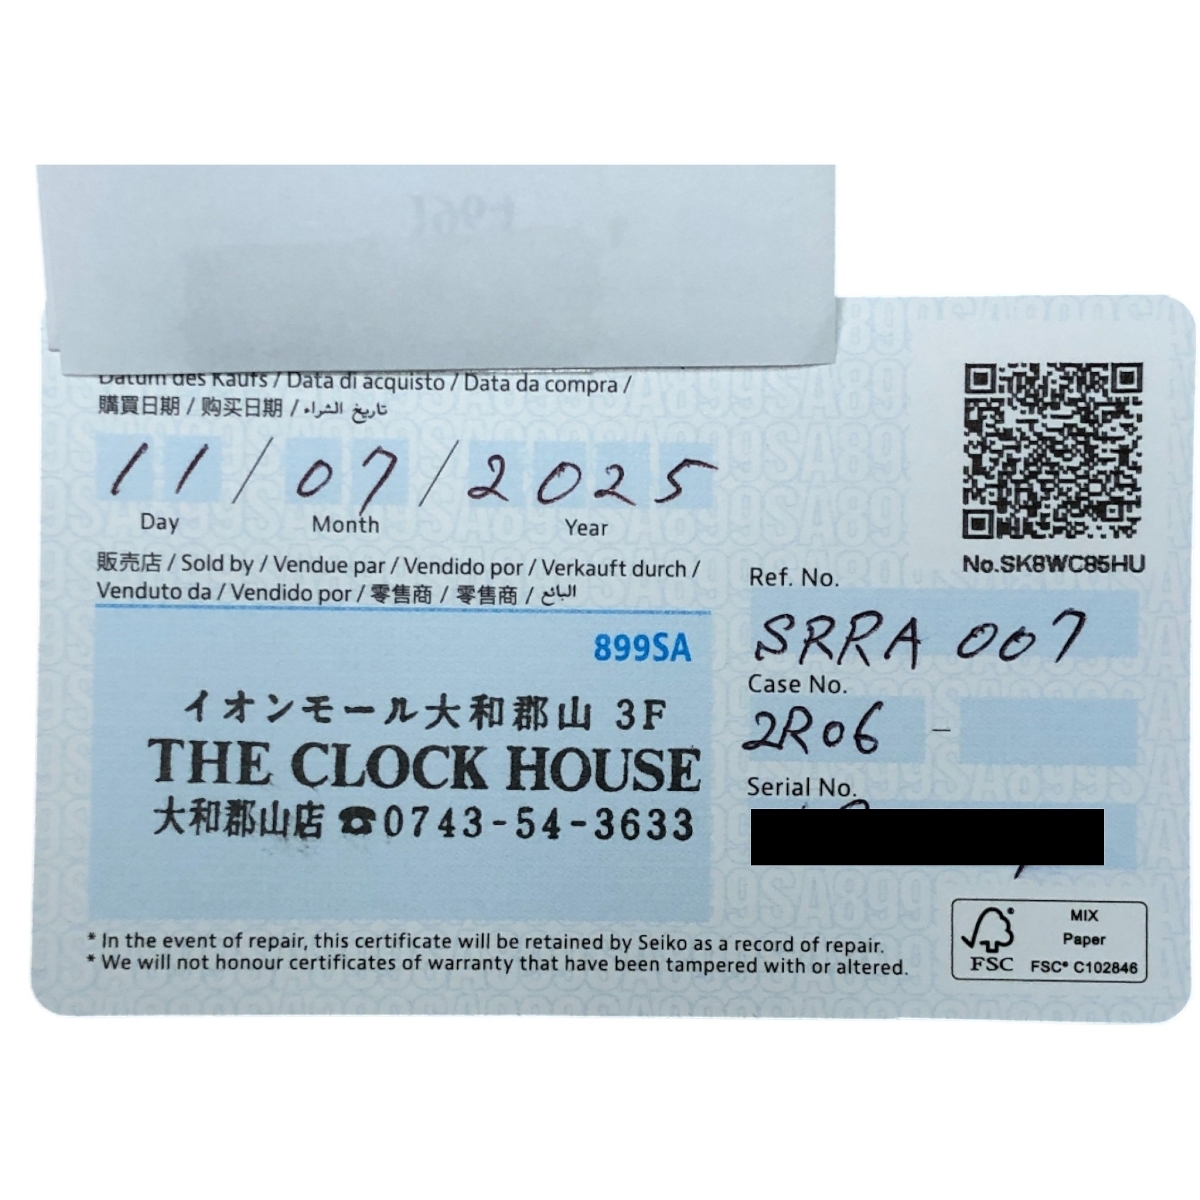 Datum des Kaufs / Data di acquisto / Data da compra /
購買日期 / 购买日期 / تاريخ الشراء
11 / 07 / 2025
Day Month Year
販売店 / Sold by / Vendue par / Vendido por / Verkauft durch /
Venduto da / Vendido por / 零售商 / 零售商 / البائع
899SA
イオンモール大和郡山 3F
THE CLOCK HOUSE
大和郡山店 ☎0743-54-3633
No.SK8WC85HU
Ref. No.
SRRA 007
Case No.
2R06 -
Serial No.
* In the event of repair, this certificate will be retained by Seiko as a record of repair.
* We will not honour certificates of warranty that have been tampered with or altered.
FSC
MIX
Paper
FSC® C102846